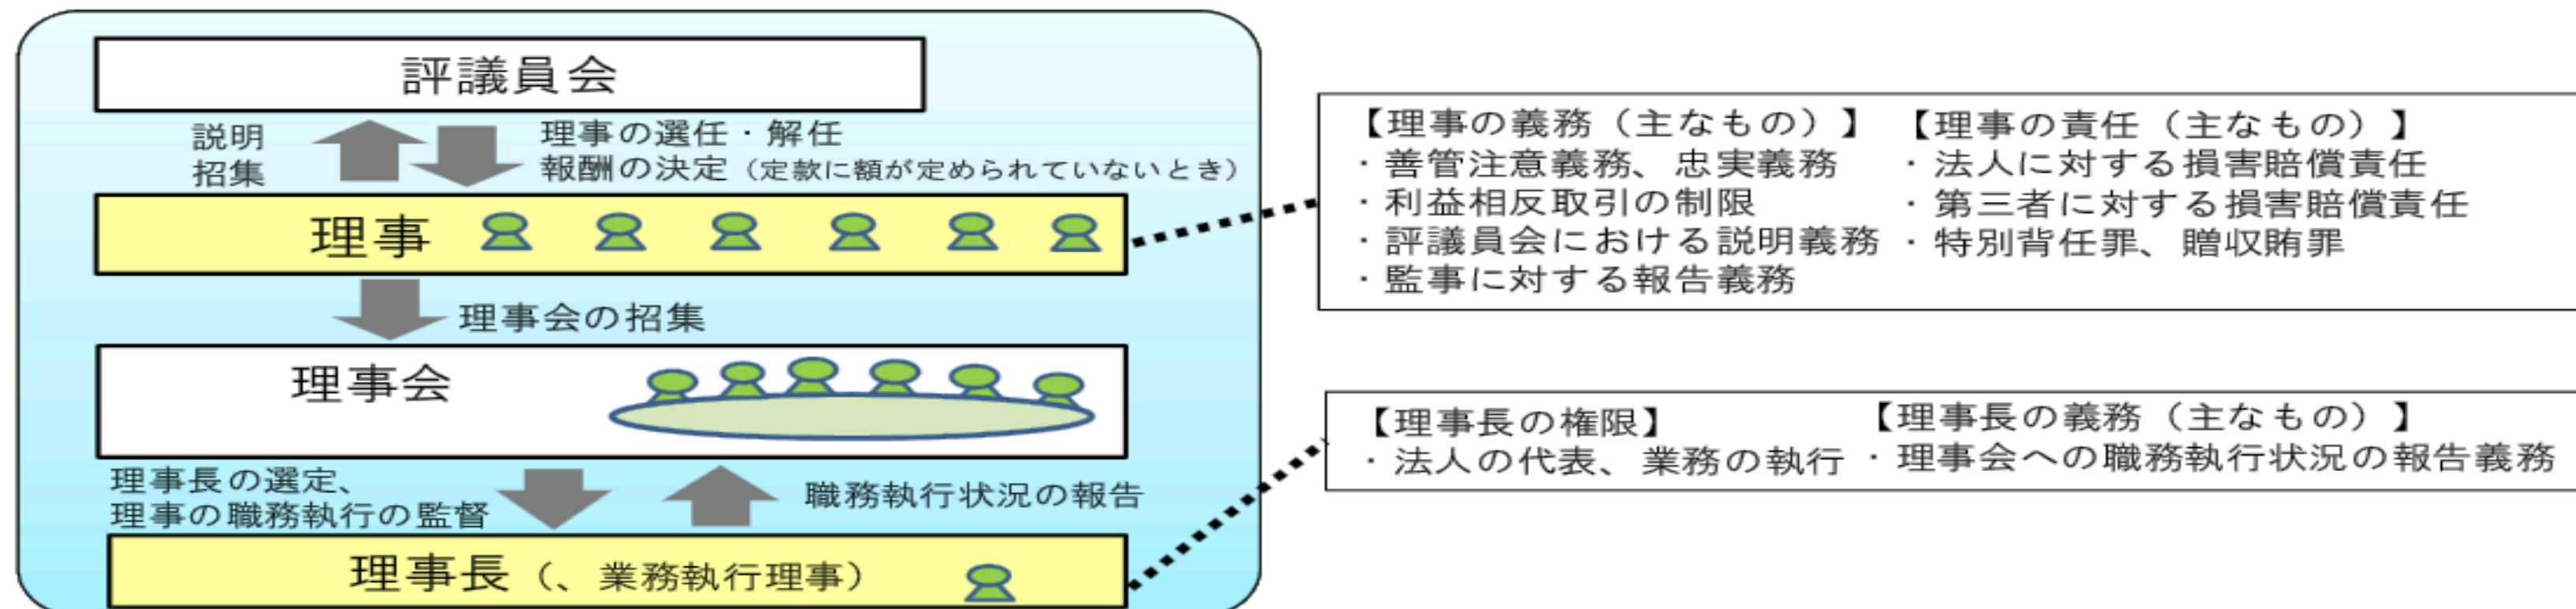 評議員会
説明
招集
理事の選任・解任
報酬の決定（定款に額が定められていないとき）
理事
理事会の招集
理事会
理事長の選定、
理事の職務執行の監督
職務執行状況の報告
理事長（、業務執行理事）
【理事の義務（主なもの）】
・善管注意義務、忠実義務
・利益相反取引の制限
・評議員会における説明義務
・監事に対する報告義務
【理事の責任（主なもの）】
・法人に対する損害賠償責任
・第三者に対する損害賠償責任
・特別背任罪、贈収賄罪
【理事長の権限】
・法人の代表、業務の執行
【理事長の義務（主なもの）】
・理事会への職務執行状況の報告義務